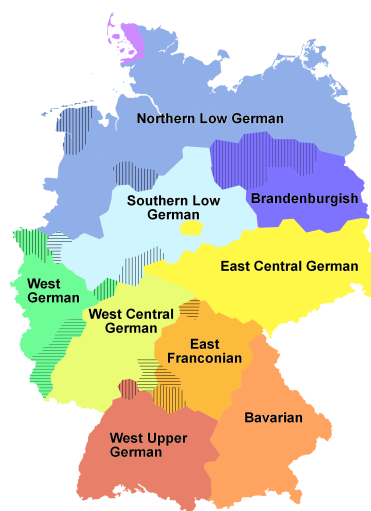 Northern Low German
Southern Low
German
Brandenburgish
East Central German
West
German
West Central
German
East
Franconian
Bavarian
West Upper
German